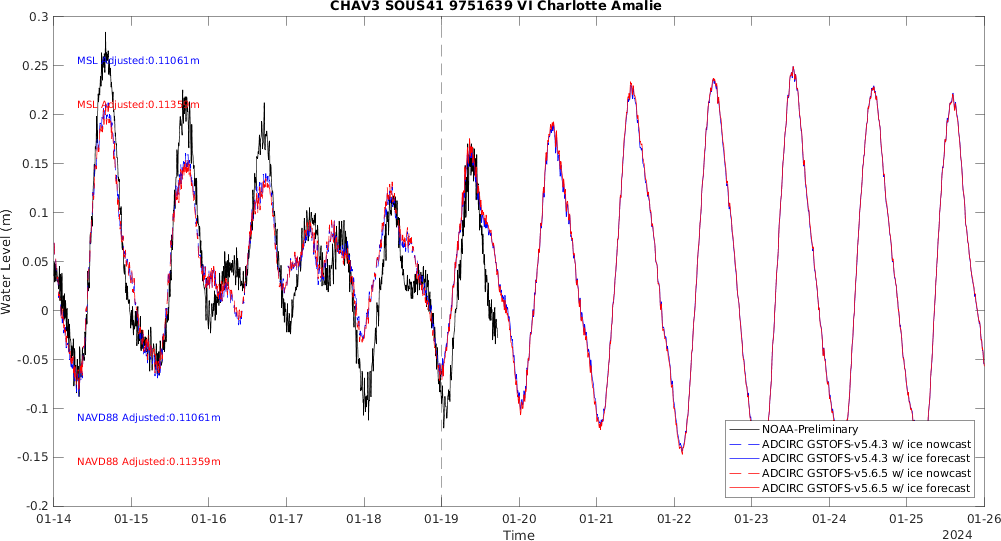 CHAV3 SOUS41 9751639 VI Charlotte Amalie
0.3
0.25
0.2
0.15
0.1
0.05
0
-0.05
-0.1
-0.15
-0.2
Water Level (m)
MSL Adjusted:0.11061m
MSL Adjusted:0.11359m
NAVD88 Adjusted:0.11061m
NAVD88 Adjusted:0.11359m
NOAA-Preliminary
ADCIRC GSTOFS-v5.4.3 w/ ice nowcast
ADCIRC GSTOFS-v5.4.3 w/ ice forecast
ADCIRC GSTOFS-v5.6.5 w/ ice nowcast
ADCIRC GSTOFS-v5.6.5 w/ ice forecast
01-14 01-15 01-16 01-17 01-18 01-19 01-20 01-21 01-22 01-23 01-24 01-25 01-26
Time
2024